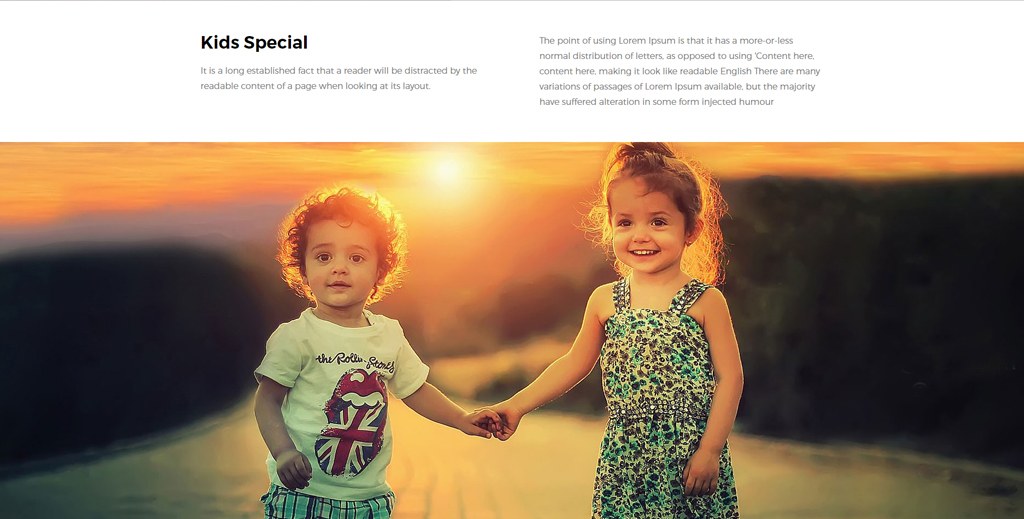 Kids Special
It is a long established fact that a reader will be distracted by the
readable content of a page when looking at its layout.
The point of using Lorem Ipsum is that it has a more-or-less
normal distribution of letters, as opposed to using 'Content here,
content here, making it look like readable English There are many
variations of passages of Lorem Ipsum available, but the majority
have suffered alteration in some form injected humour
the Rolling Stones